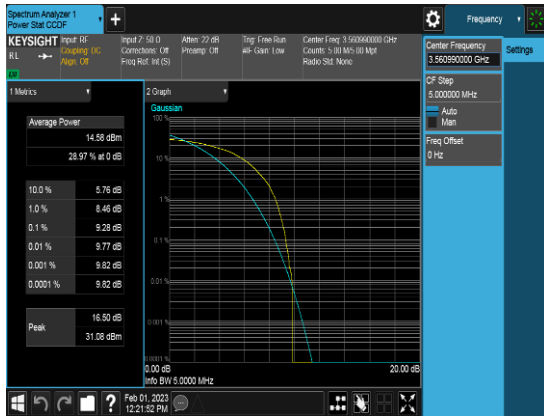 Spectrum Analyzer 1
Power Stat CCDF
Frequency
KEYSIGHT
RL
Input: RF
Coupling: DC
Align: Off
Input Z: 50 Ω
Corrections: Off
Freq Ref: Int (S)
Atten: 22 dB
Preamp: Off
Trig: Free Run
#IF Gain: Low
Center Freq: 3.560990000 GHz
Counts: 5.00 M/5.00 Mpt
Radio Std: None
Center Frequency
3.560990000 GHz
Settings
CF Step
5.000000 MHz
Auto
Man
Freq Offset
0 Hz
1 Metrics
Average Power
14.58 dBm
28.97 % at 0 dB
10.0 % 5.76 dB
1.0 % 8.46 dB
0.1 % 9.28 dB
0.01 % 9.77 dB
0.001 % 9.82 dB
0.0001 % 9.82 dB
Peak
16.50 dB
31.08 dBm
2 Graph
Gaussian
100 %
10 %
1 %
0.1 %
0.01 %
0.001 %
0.0001 %
0.00 dB
20.00 dB
Info BW 5.0000 MHz
Feb 01, 2023
12:21:52 PM